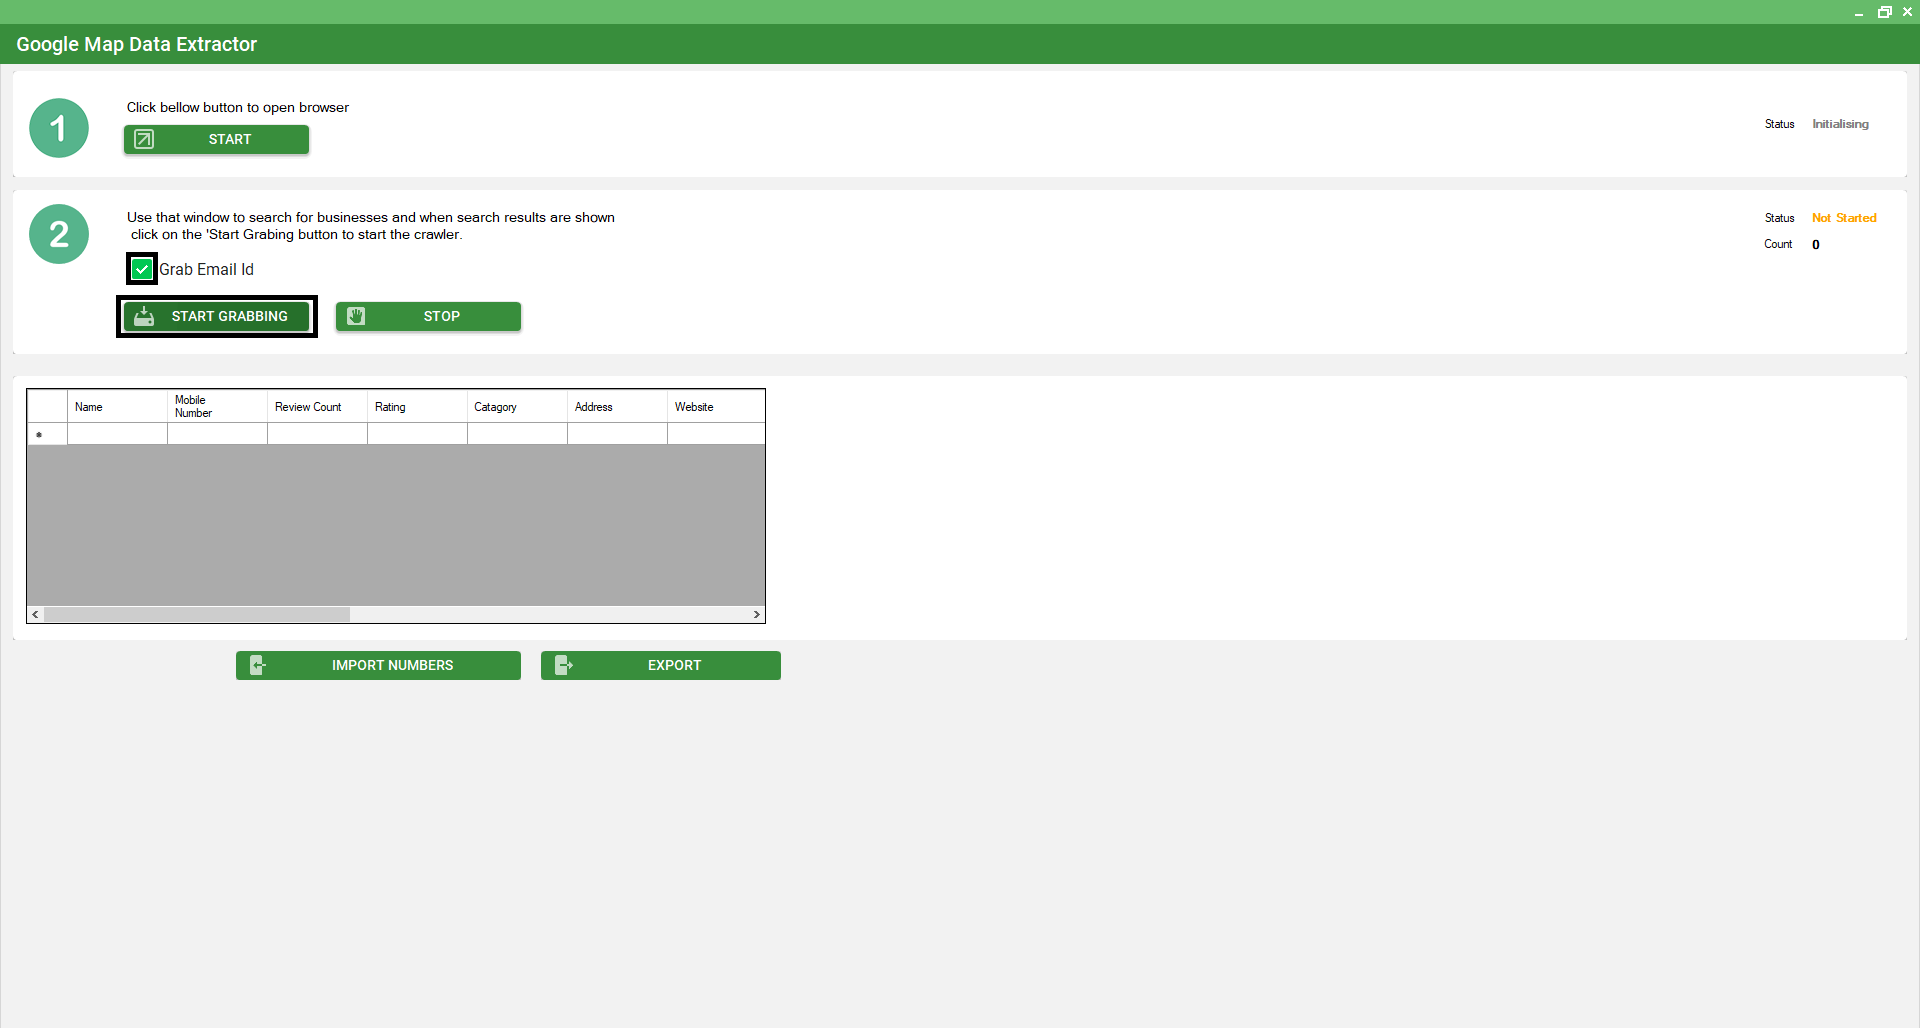 Google Map Data Extractor
1
Click bellow button to open browser
START
Status Initialising
2
Use that window to search for businesses and when search results are shown
click on the 'Start Grabing button to start the crawler.
Status Not Started
Count 0
Grab Email Id
START GRABBING
STOP
Name
Mobile
Number
Review Count
Rating
Catagory
Address
Website
IMPORT NUMBERS
EXPORT